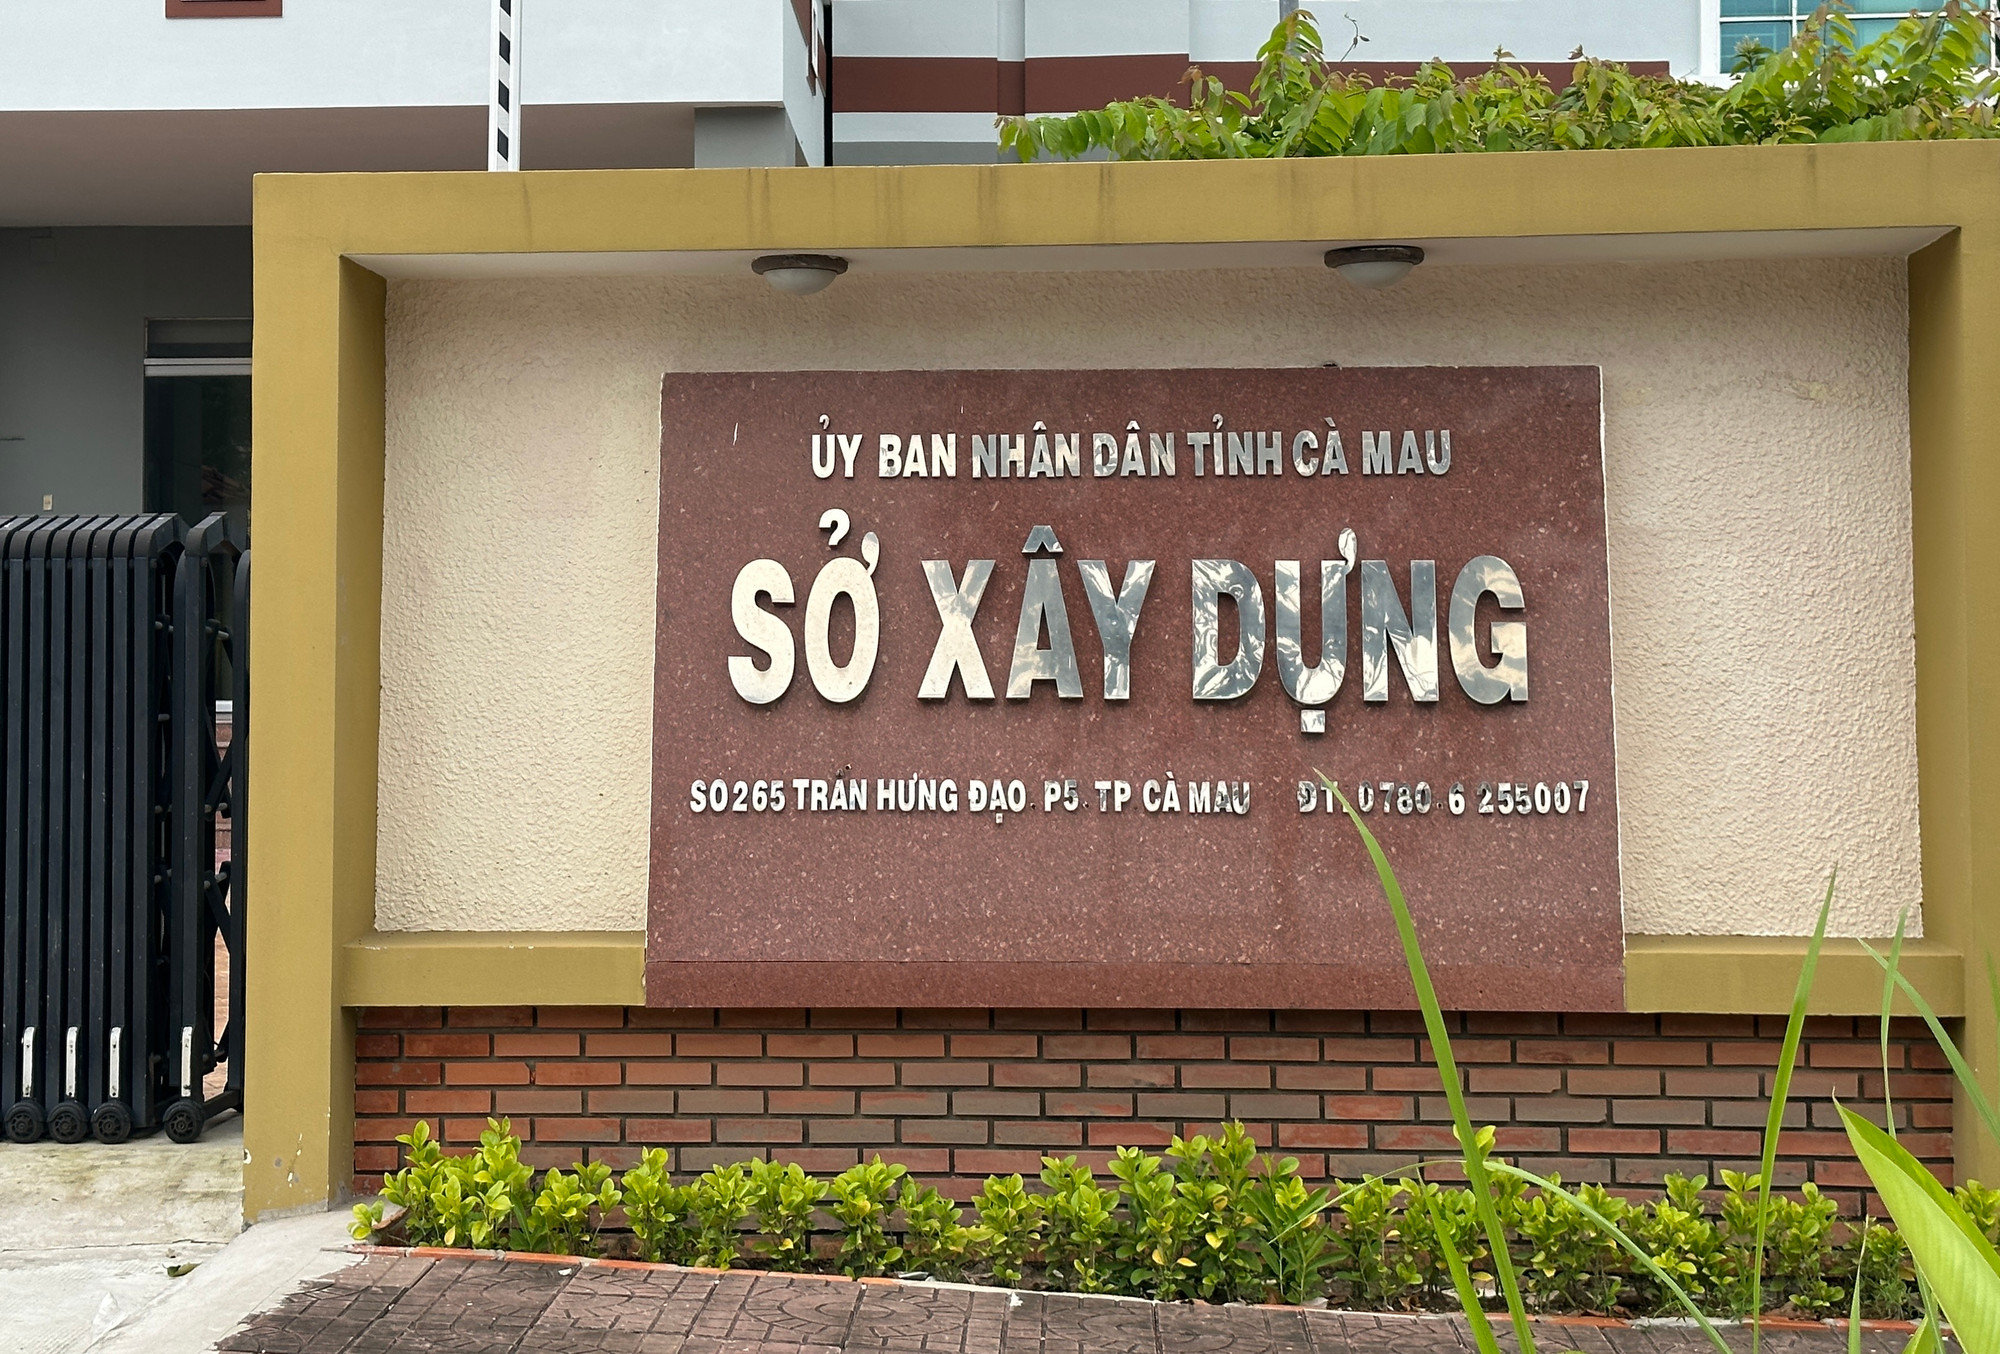 ỦY BAN NHÂN DÂN TỈNH CÀ MAU
SỞ XÂY DỰNG
SO265 TRẦN HƯNG ĐẠO. P5. TP CÀ MAU ĐT: 0780.6 255007